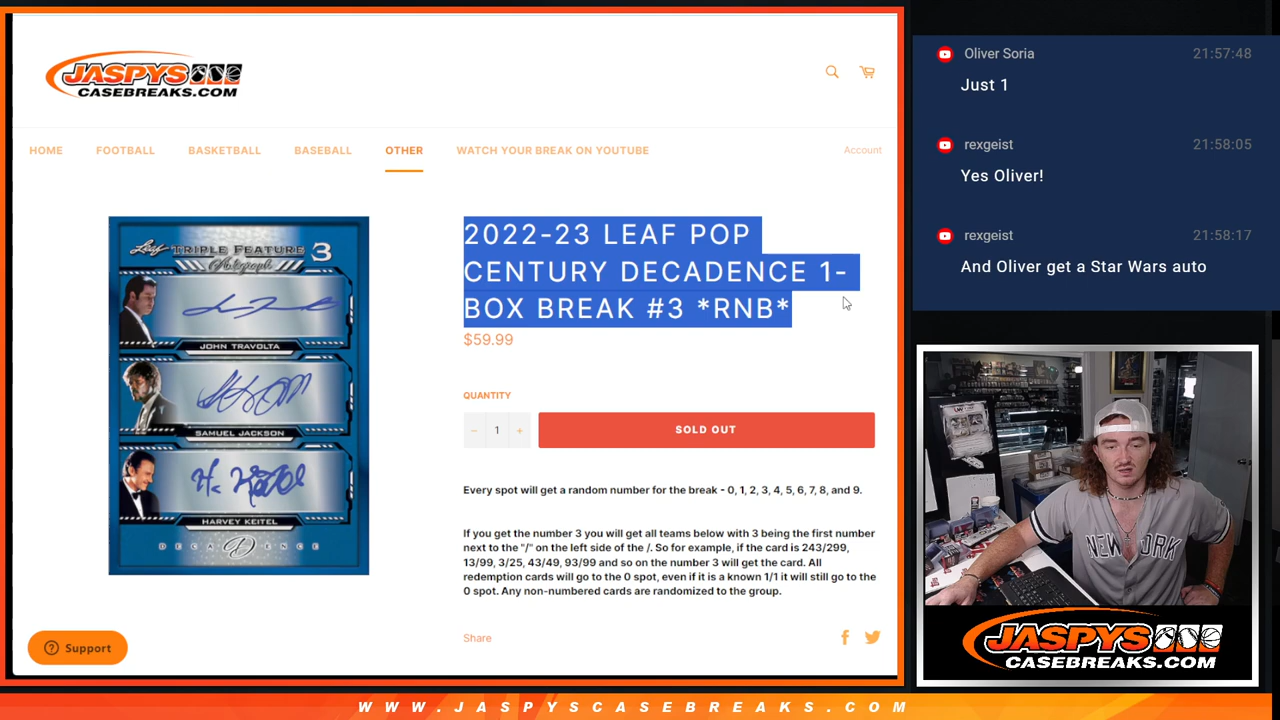 JASPYS
CASEBREAKS.COM
HOME FOOTBALL BASKETBALL BASEBALL OTHER WATCH YOUR BREAK ON YOUTUBE Account
Leaf TRIPLE FEATURE 3
Autograph
JOHN TRAVOLTA
SAMUEL JACKSON
HARVEY KEITEL
DECADENCE
2022-23 LEAF POP
CENTURY DECADENCE 1-
BOX BREAK #3 *RNB*
$59.99
QUANTITY
− 1 + SOLD OUT
Every spot will get a random number for the break - 0, 1, 2, 3, 4, 5, 6, 7, 8, and 9.
If you get the number 3 you will get all teams below with 3 being the first number
next to the "/" on the left side of the /. So for example, if the card is 243/299,
13/99, 3/25, 43/49, 93/99 and so on the number 3 will get the card. All
redemption cards will go to the 0 spot, even if it is a known 1/1 it will still go to the
0 spot. Any non-numbered cards are randomized to the group.
Share
Support
Oliver Soria 21:57:48
Just 1
rexgeist 21:58:05
Yes Oliver!
rexgeist 21:58:17
And Oliver get a Star Wars auto
NEW YORK
JASPYS
CASEBREAKS.COM
WWW.JASPYSCASEBREAKS.COM